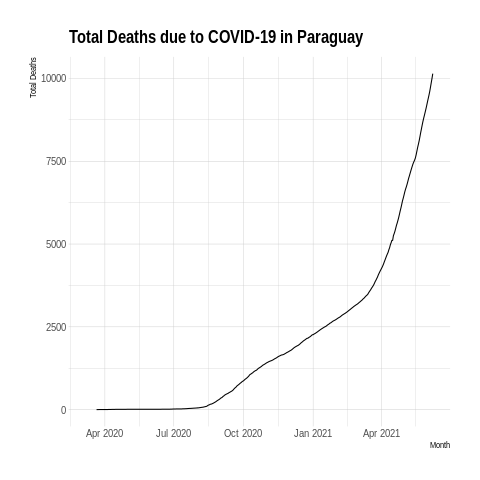 Total Deaths due to COVID-19 in Paraguay
Total Deaths
10000
7500
5000
2500
0
Apr 2020 Jul 2020 Oct 2020 Jan 2021 Apr 2021
Month